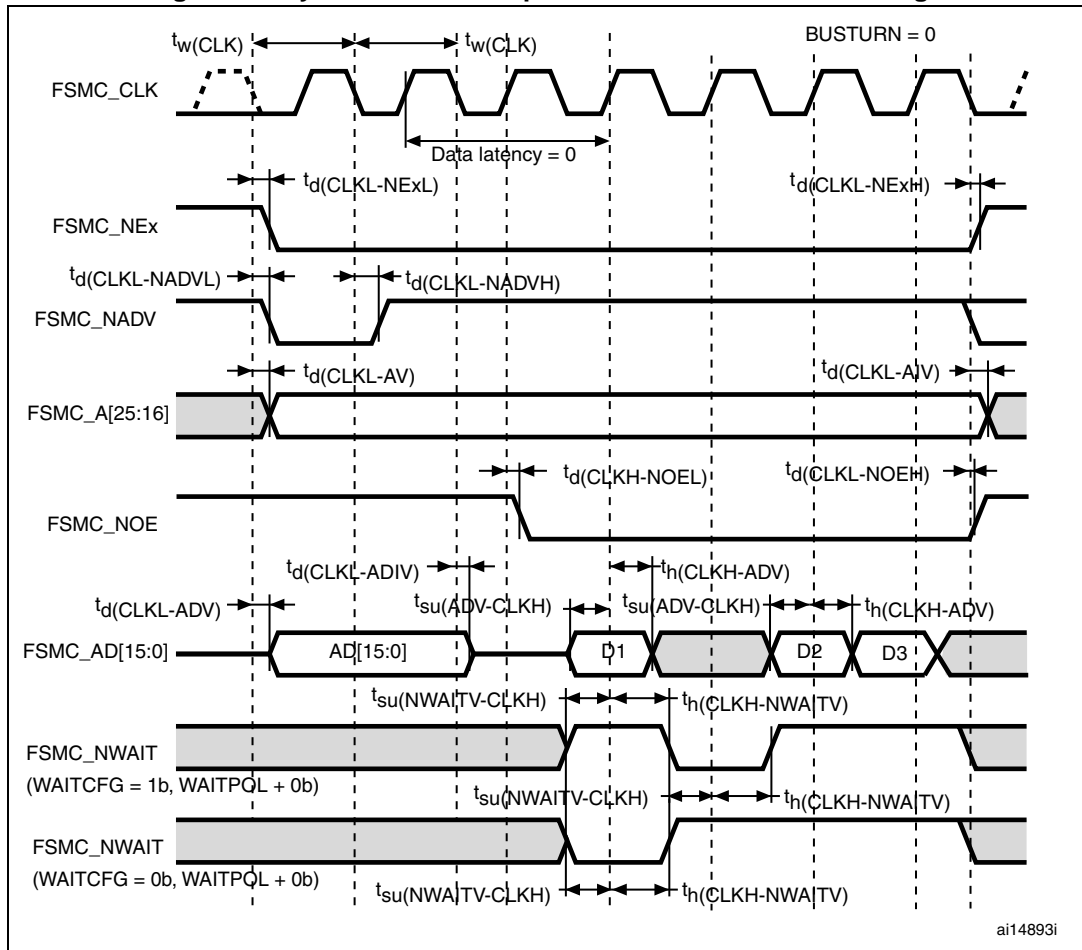 tw(CLK) tw(CLK) BUSTURN = 0
FSMC_CLK
Data latency = 0
td(CLKL-NExL) td(CLKL-NExH)
FSMC_NEx
td(CLKL-NADVL) td(CLKL-NADVH)
FSMC_NADV
td(CLKL-AV) td(CLKL-AIV)
FSMC_A[25:16]
td(CLKH-NOEL) td(CLKL-NOEH)
FSMC_NOE
td(CLKL-ADIV) th(CLKH-ADV)
td(CLKL-ADV) tsu(ADV-CLKH) tsu(ADV-CLKH) th(CLKH-ADV)
FSMC_AD[15:0] AD[15:0] D1 D2 D3
tsu(NWAITV-CLKH) th(CLKH-NWAITV)
FSMC_NWAIT
(WAITCFG = 1b, WAITPOL + 0b)
tsu(NWAITV-CLKH) th(CLKH-NWAITV)
FSMC_NWAIT
(WAITCFG = 0b, WAITPOL + 0b)
tsu(NWAITV-CLKH) th(CLKH-NWAITV)
ai14893i